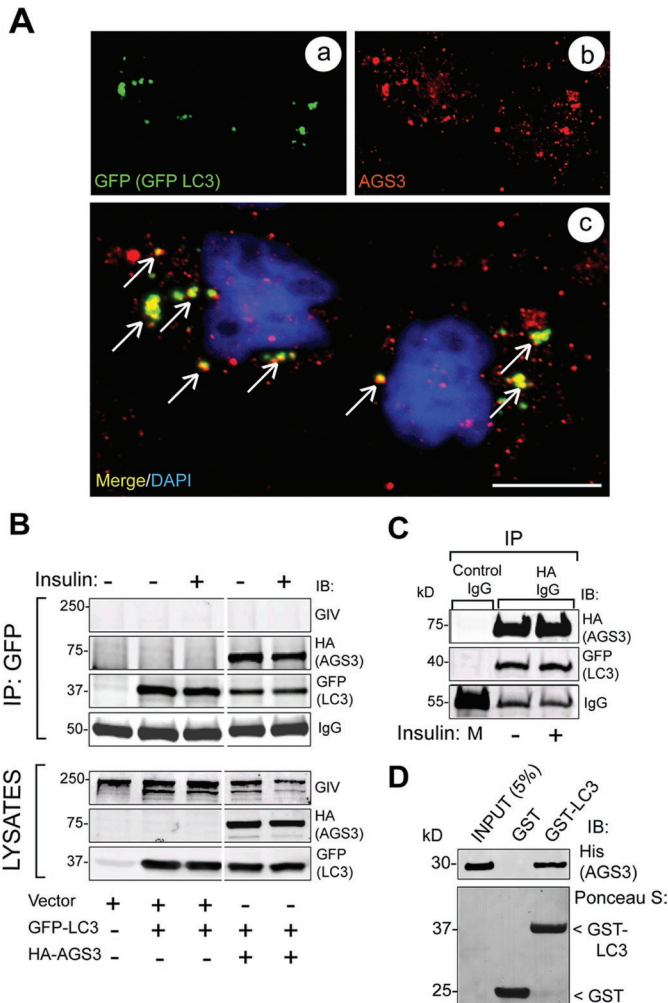 A
a
b
GFP (GFP LC3)
AGS3
c
Merge/DAPI
B
Insulin: - - + - + IB:
IP: GFP
250-
GIV
75-
HA
(AGS3)
37-
GFP
(LC3)
50-
IgG
LYSATES
250-
GIV
75-
HA
(AGS3)
37-
GFP
(LC3)
Vector + + + - -
GFP-LC3 - + + + +
HA-AGS3 - - - + +
C
IP
Control
IgG
HA
IgG
kD
IB:
75-
HA
(AGS3)
40-
GFP
(LC3)
55-
IgG
Insulin: M - +
D
INPUT (5%)
GST
GST-LC3
kD
IB:
30-
His
(AGS3)
Ponceau S:
37-
< GST-
LC3
25-
< GST